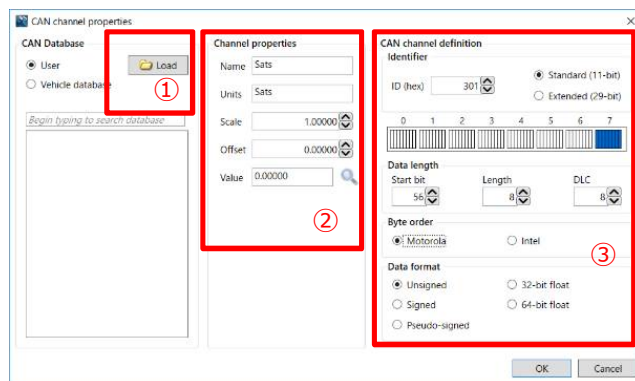 CAN channel properties
CAN Database
User
Load
Vehicle database
①
Begin typing to search database
Channel properties
Name Sats
Units Sats
Scale 1.00000
Offset 0.00000
Value 0.00000
②
CAN channel definition
Identifier
ID (hex) 301
Standard (11-bit)
Extended (29-bit)
0 1 2 3 4 5 6 7
Data length
Start bit Length DLC
56 8 8
Byte order
Motorola Intel
③
Data format
Unsigned 32-bit float
Signed 64-bit float
Pseudo-signed
OK Cancel